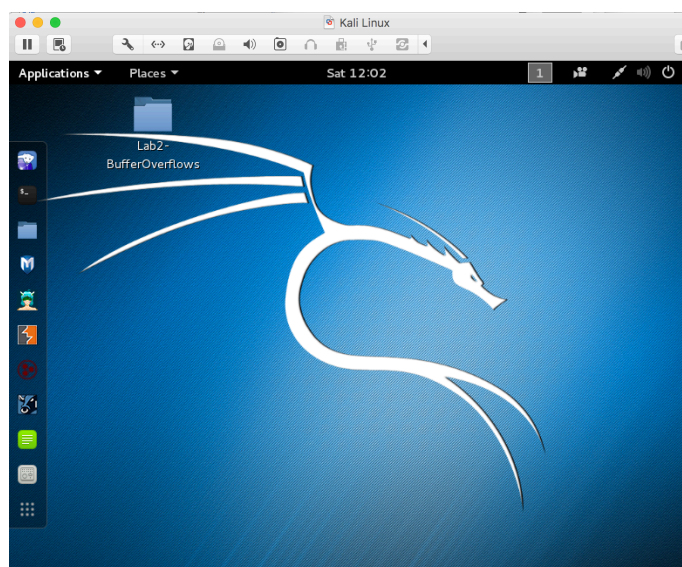 Kali Linux
Applications Places Sat 12:02 1
Lab2-
BufferOverflows
$_